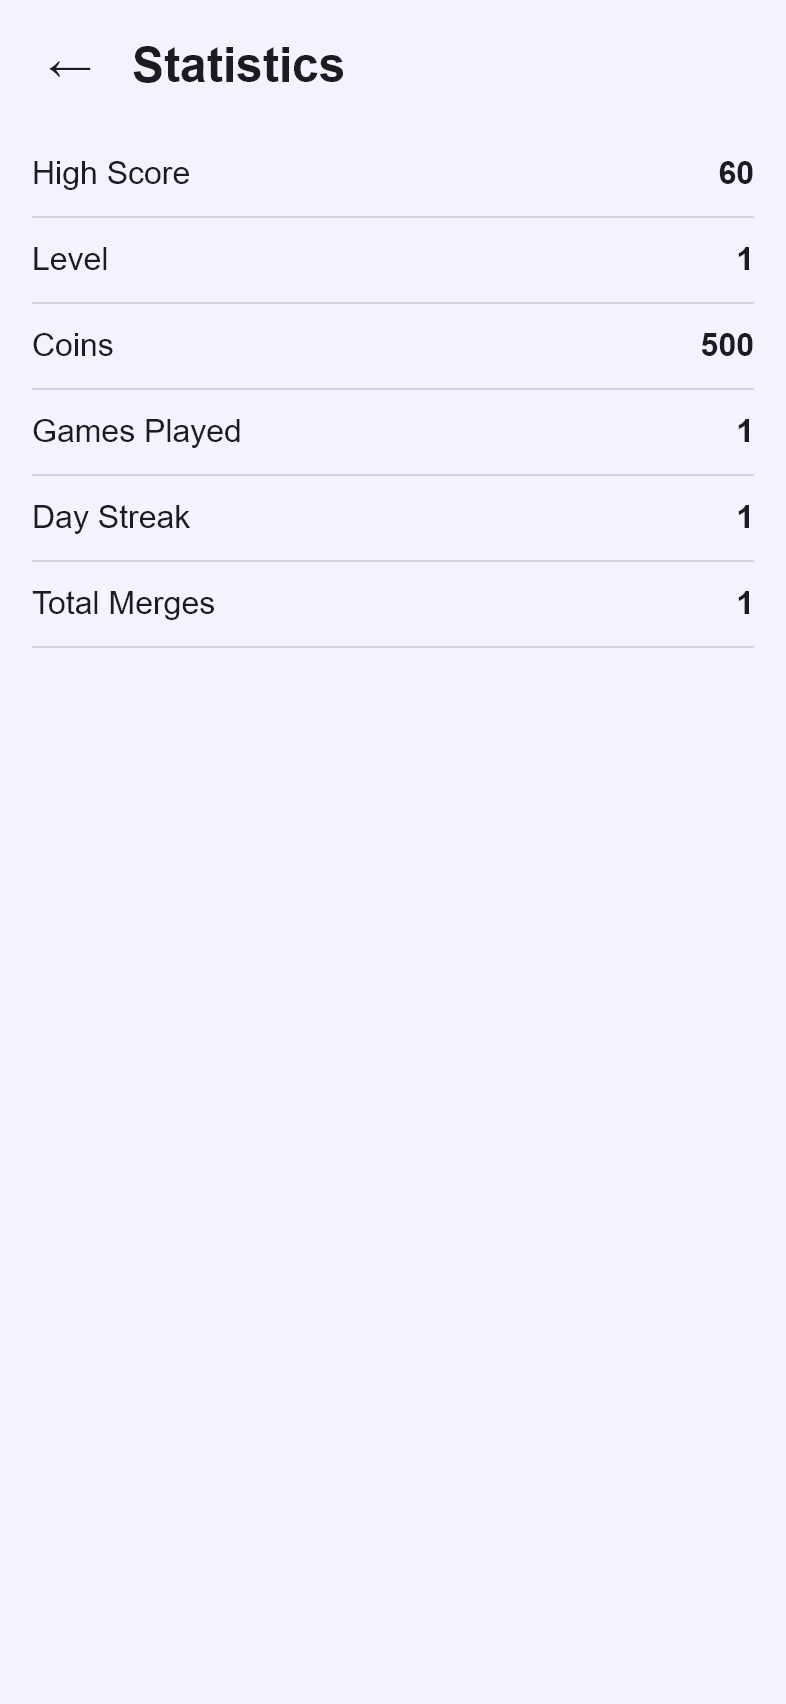 ← Statistics
High Score 60
Level 1
Coins 500
Games Played 1
Day Streak 1
Total Merges 1